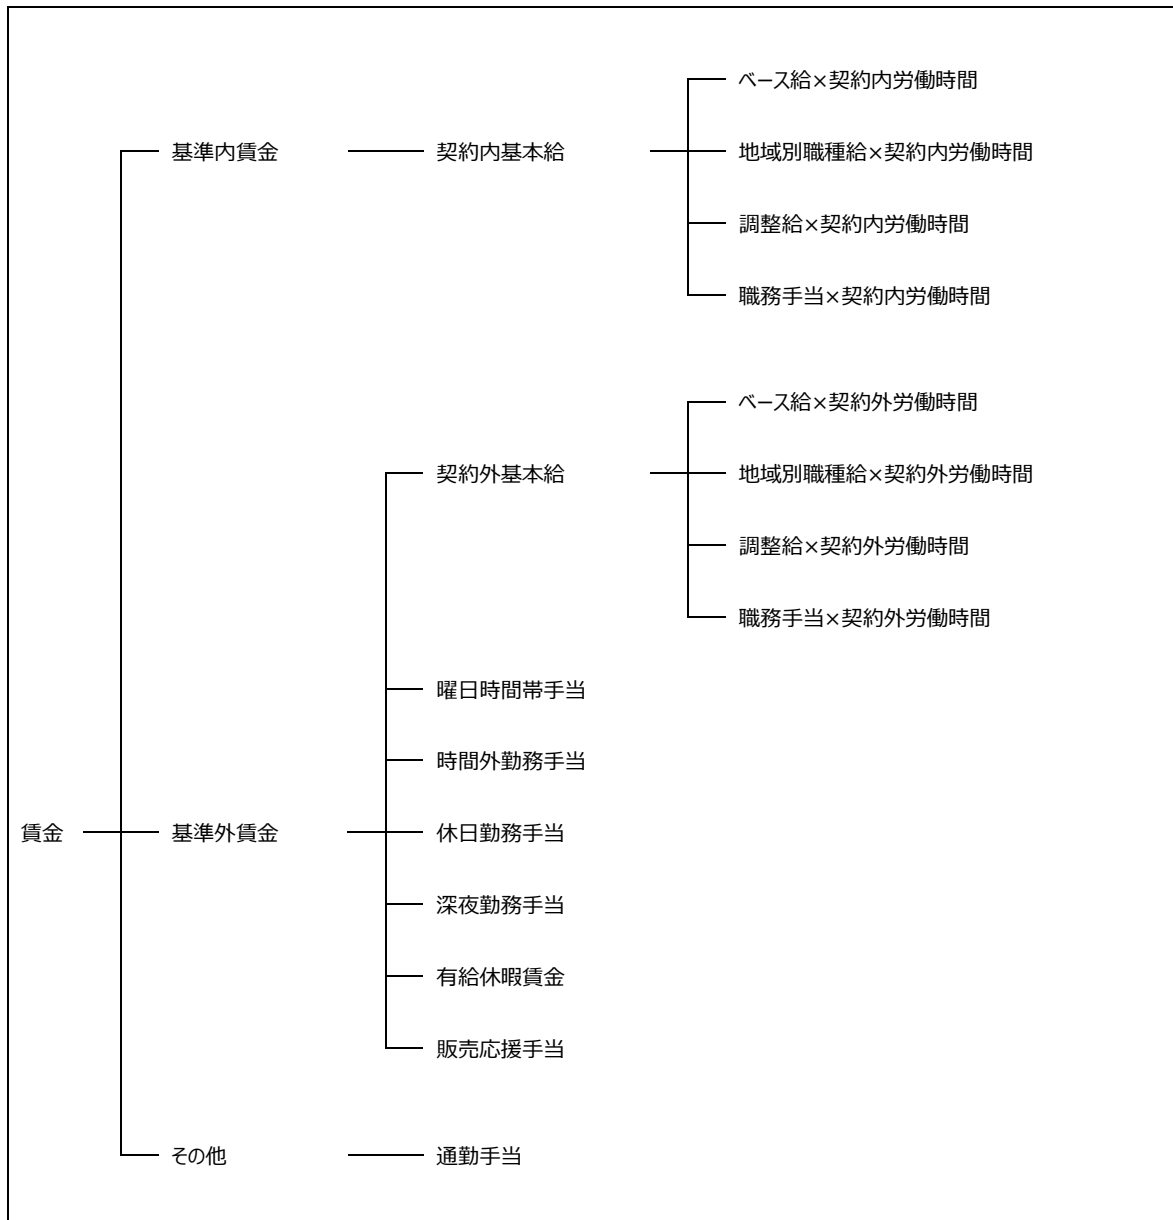 ベース給×契約内労働時間
基準内賃金
契約内基本給
地域別職種給×契約内労働時間
調整給×契約内労働時間
職務手当×契約内労働時間
ベース給×契約外労働時間
契約外基本給
地域別職種給×契約外労働時間
調整給×契約外労働時間
職務手当×契約外労働時間
曜日時間帯手当
時間外勤務手当
賃金
基準外賃金
休日勤務手当
深夜勤務手当
有給休暇賃金
販売応援手当
その他
通勤手当